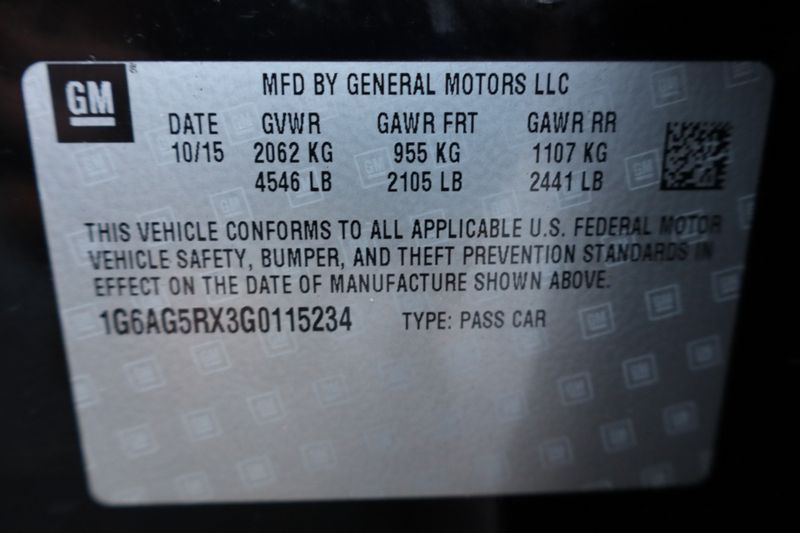 GM
MFD BY GENERAL MOTORS LLC
DATE GVWR GAWR FRT GAWR RR
10/15 2062 KG 955 KG 1107 KG
4546 LB 2105 LB 2441 LB
THIS VEHICLE CONFORMS TO ALL APPLICABLE U.S. FEDERAL MOTOR
VEHICLE SAFETY, BUMPER, AND THEFT PREVENTION STANDARDS IN
EFFECT ON THE DATE OF MANUFACTURE SHOWN ABOVE.
1G6AG5RX3G0115234 TYPE: PASS CAR